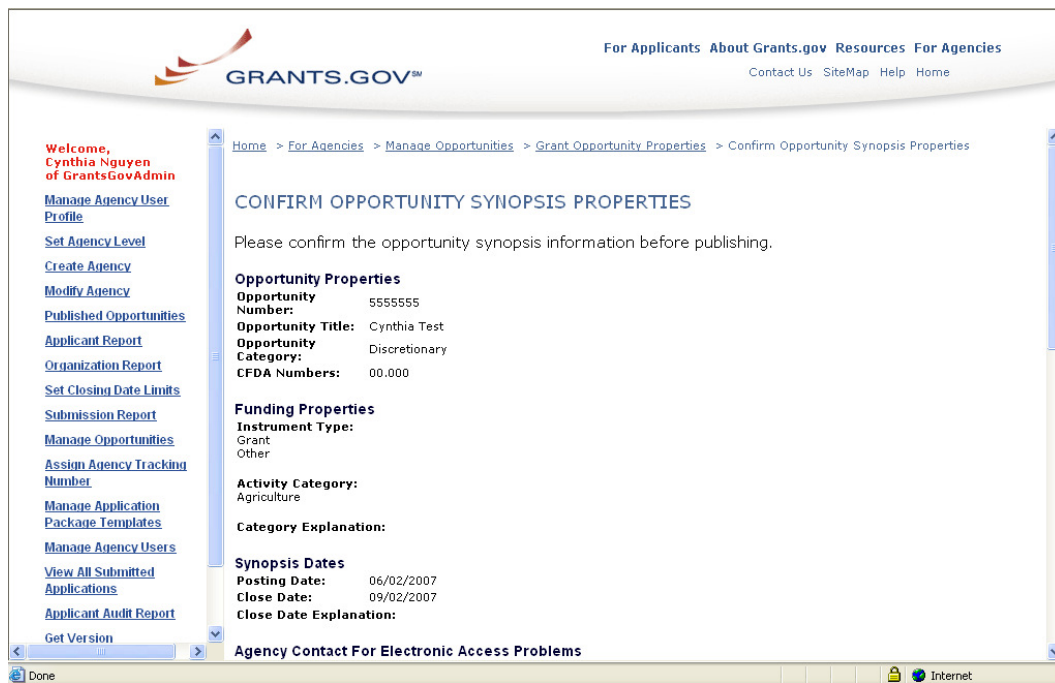 For Applicants About Grants.gov Resources For Agencies
Contact Us SiteMap Help Home
GRANTS.GOV℠
Welcome,
Cynthia Nguyen
of GrantsGovAdmin
Manage Agency User
Profile
Set Agency Level
Create Agency
Modify Agency
Published Opportunities
Applicant Report
Organization Report
Set Closing Date Limits
Submission Report
Manage Opportunities
Assign Agency Tracking
Number
Manage Application
Package Templates
Manage Agency Users
View All Submitted
Applications
Applicant Audit Report
Get Version
Home > For Agencies > Manage Opportunities > Grant Opportunity Properties > Confirm Opportunity Synopsis Properties
CONFIRM OPPORTUNITY SYNOPSIS PROPERTIES
Please confirm the opportunity synopsis information before publishing.
Opportunity Properties
Opportunity
Number: 5555555
Opportunity Title: Cynthia Test
Opportunity
Category: Discretionary
CFDA Numbers: 00.000
Funding Properties
Instrument Type:
Grant
Other
Activity Category:
Agriculture
Category Explanation:
Synopsis Dates
Posting Date: 06/02/2007
Close Date: 09/02/2007
Close Date Explanation:
Agency Contact For Electronic Access Problems
Done
Internet